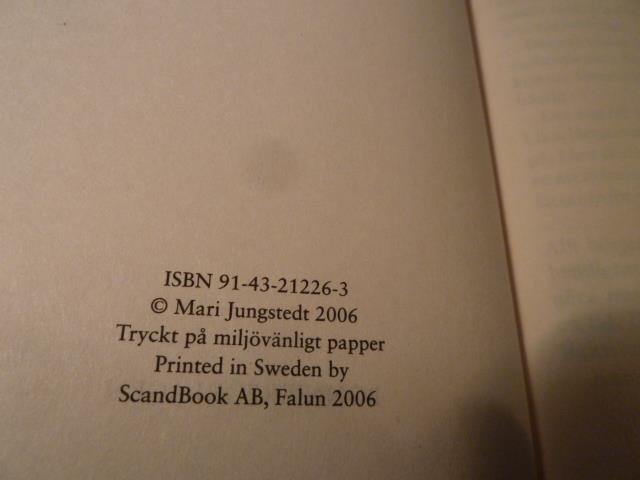 ISBN 91-43-21226-3
© Mari Jungstedt 2006
Tryckt på miljövänligt papper
Printed in Sweden by
ScandBook AB, Falun 2006